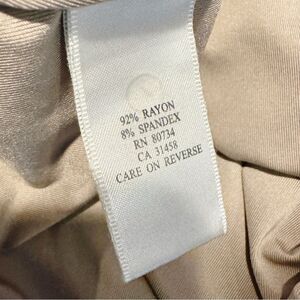 92% RAYON
8% SPANDEX
RN 80734
CA 31458
CARE ON REVERSE